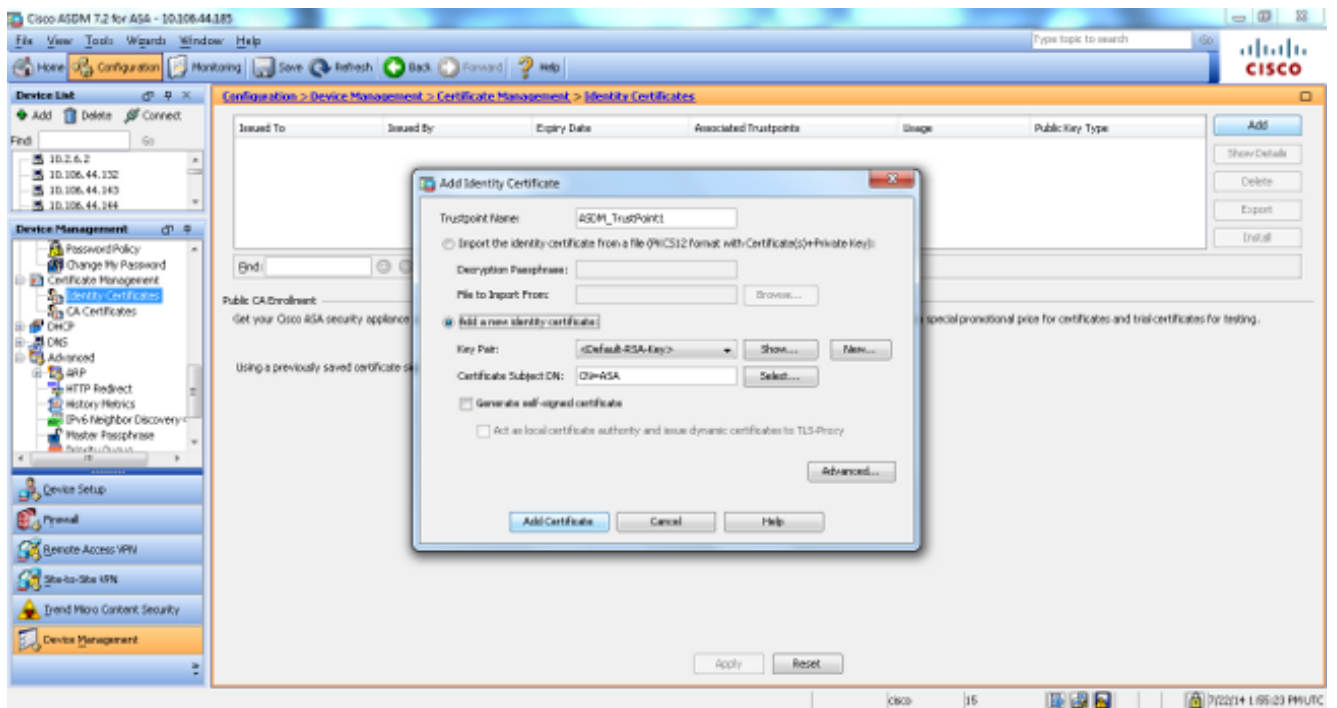 Cisco ASDM 7.2 for ASA - 10.106.44.185
File View Tools Wizards Window Help
Type topic to search Go
Home Configuration Monitoring Save Refresh Back Forward Help
CISCO
Device List
Add Delete Connect
Find: Go
10.2.6.2
10.106.44.132
10.106.44.143
10.106.44.144
Device Management
Password Policy
Change My Password
Certificate Management
Identity Certificates
CA Certificates
DHCP
DNS
Advanced
ARP
HTTP Redirect
History Metrics
IPv6 Neighbor Discovery
Master Passphrase
Priority Queue
Device Setup
Firewall
Remote Access VPN
Site-to-Site VPN
Trend Micro Content Security
Device Management
Configuration > Device Management > Certificate Management > Identity Certificates
Issued To Issued By Expiry Date Associated Trustpoints Usage Public Key Type
Add
Show Details
Delete
Export
Install
Find:
Public CA Enrollment
Get your Cisco ASA security appliance
special promotional price for certificates and trial certificates for testing.
Using a previously saved certificate
Add Identity Certificate
Trustpoint Name: ASDM_TrustPoint1
Import the identity certificate from a file (PKCS12 format with Certificate(s)+Private Key):
Decryption Passphrase:
File to Import From: Browse...
Add a new identity certificate:
Key Pair: <Default-RSA-Key> Show... New...
Certificate Subject DN: CN=ASA Select...
Generate self-signed certificate
Act as local certificate authority and issue dynamic certificates to TLS-Proxy
Advanced...
Add Certificate Cancel Help
Apply Reset
cisco 15 7/22/14 1:55:23 PM UTC